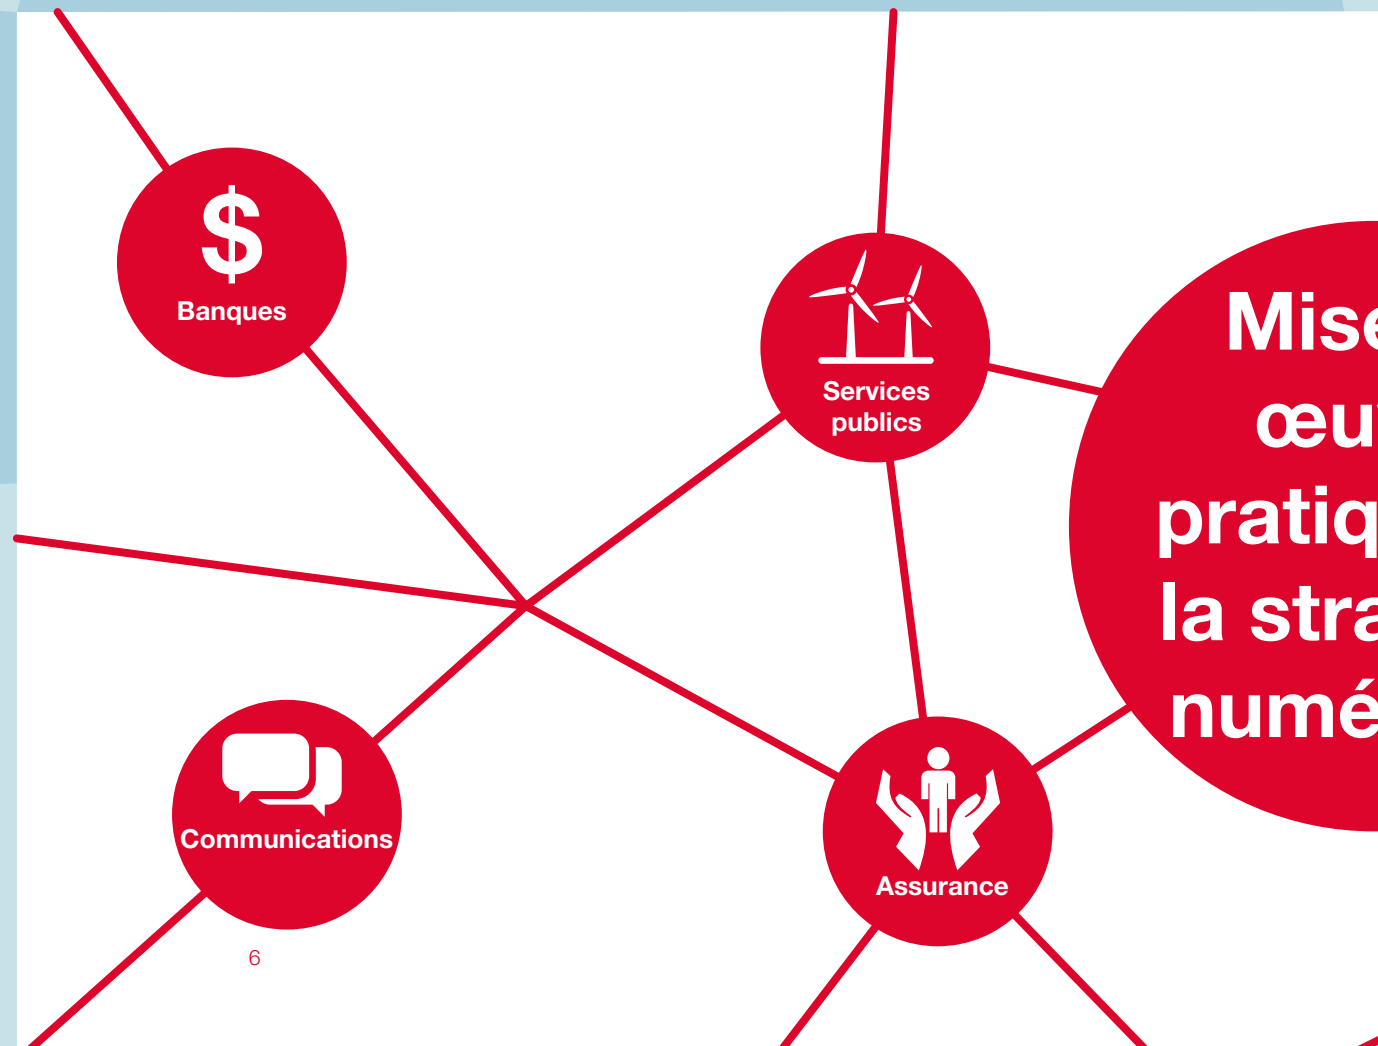 $
Banques
Services
publics
Mise
œu
pratiq
la stra
numé
Communications
Assurance
6